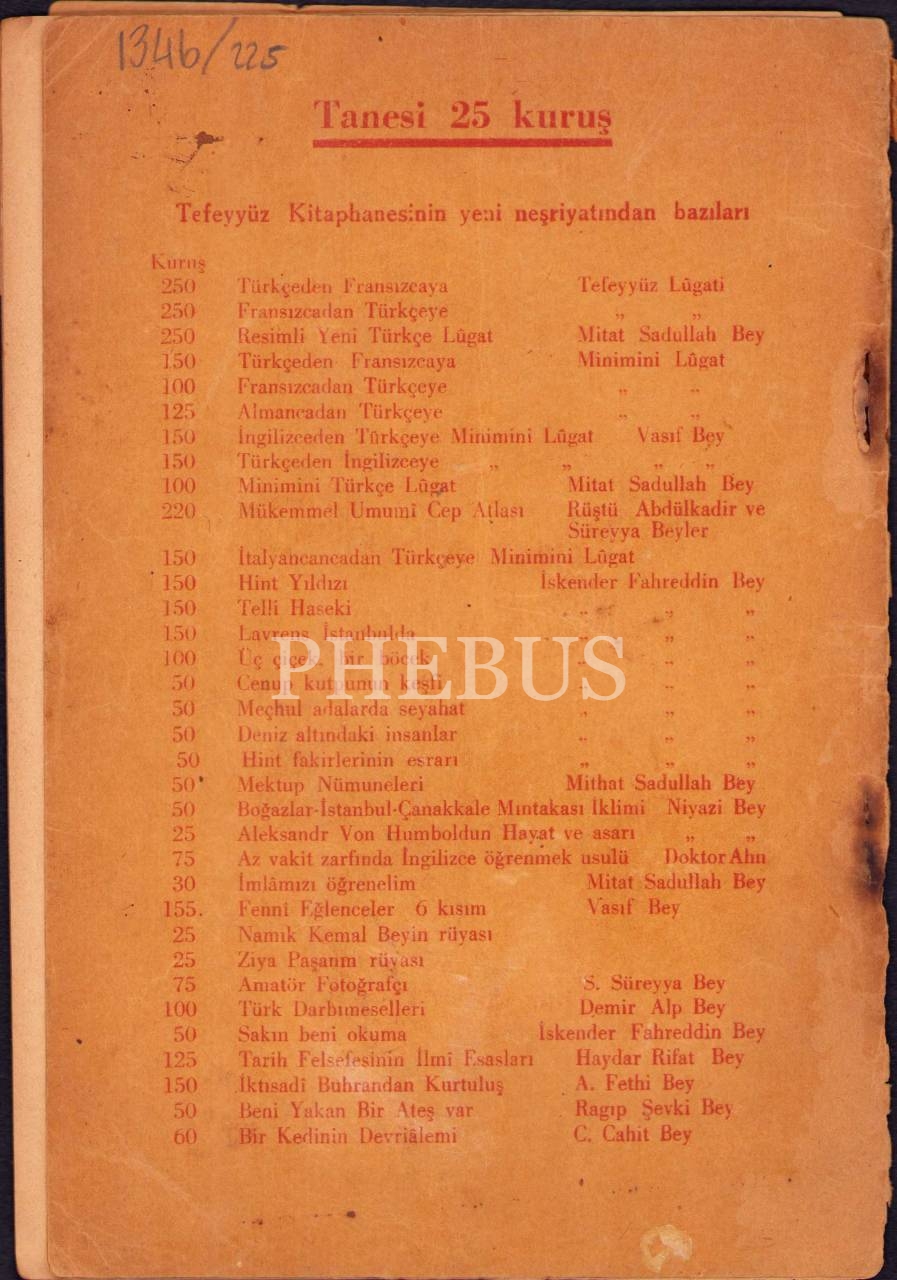 1346/225
Tanesi 25 kuruş
Tefeyyüz Kitaphanesinin yeni neşriyatından bazıları
Kuruş
250 Türkçeden Fransızcaya Tefeyyüz Lûgati
250 Fransızcadan Türkçeye „ „
250 Resimli Yeni Türkçe Lûgat Mitat Sadullah Bey
150 Türkçeden Fransızcaya Minimini Lûgat
100 Fransızcadan Türkçeye „ „
125 Almancadan Türkçeye „ „
150 İngilizceden Türkçeye Minimini Lûgat Vasıf Bey
150 Türkçeden İngilizceye „ „ „ „
100 Minimini Türkçe Lûgat Mitat Sadullah Bey
220 Mükemmel Umumî Cep Atlası Rüştü Abdülkadir ve
Süreyya Beyler
150 İtalyancancadan Türkçeye Minimini Lûgat
150 Hint Yıldızı İskender Fahreddin Bey
150 Telli Haseki „ „ „
150 Lavrens İstanbulda „ „ „
100 Üç çiçek, bir böcek „ „ „
50 Cenup kutpunun keşfi „ „ „
50 Meçhul adalarda seyahat „ „ „
50 Deniz altındaki insanlar „ „ „
50 Hint fakirlerinin esrarı „ „ „
50 Mektup Nümuneleri Mithat Sadullah Bey
50 Boğazlar-İstanbul-Çanakkale Mıntakası İklimi Niyazi Bey
25 Aleksandr Von Humboldun Hayat ve asarı „ „
75 Az vakit zarfında İngilizce öğrenmek usulü Doktor Ahn
30 İmlâmızı öğrenelim Mitat Sadullah Bey
155. Fennî Eğlenceler 6 kısım Vasıf Bey
25 Namık Kemal Beyin rüyası
25 Ziya Paşanın rüyası
75 Amatör Fotoğrafçı S. Süreyya Bey
100 Türk Darbımeselleri Demir Alp Bey
50 Sakın beni okuma İskender Fahreddin Bey
125 Tarih Felsefesinin İlmî Esasları Haydar Rifat Bey
150 İktısadî Buhrandan Kurtuluş A. Fethi Bey
50 Beni Yakan Bir Ateş var Ragıp Şevki Bey
60 Bir Kedinin Devriâlemi C. Cahit Bey
PHEBUS